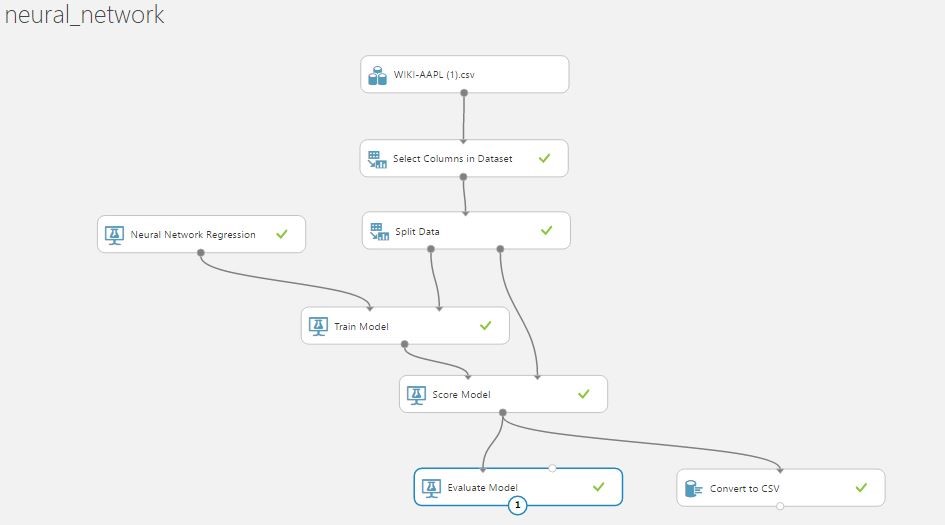 neural_network
WIKI-AAPL (1).csv
Select Columns in Dataset
Neural Network Regression
Split Data
Train Model
Score Model
Evaluate Model
Convert to CSV
1